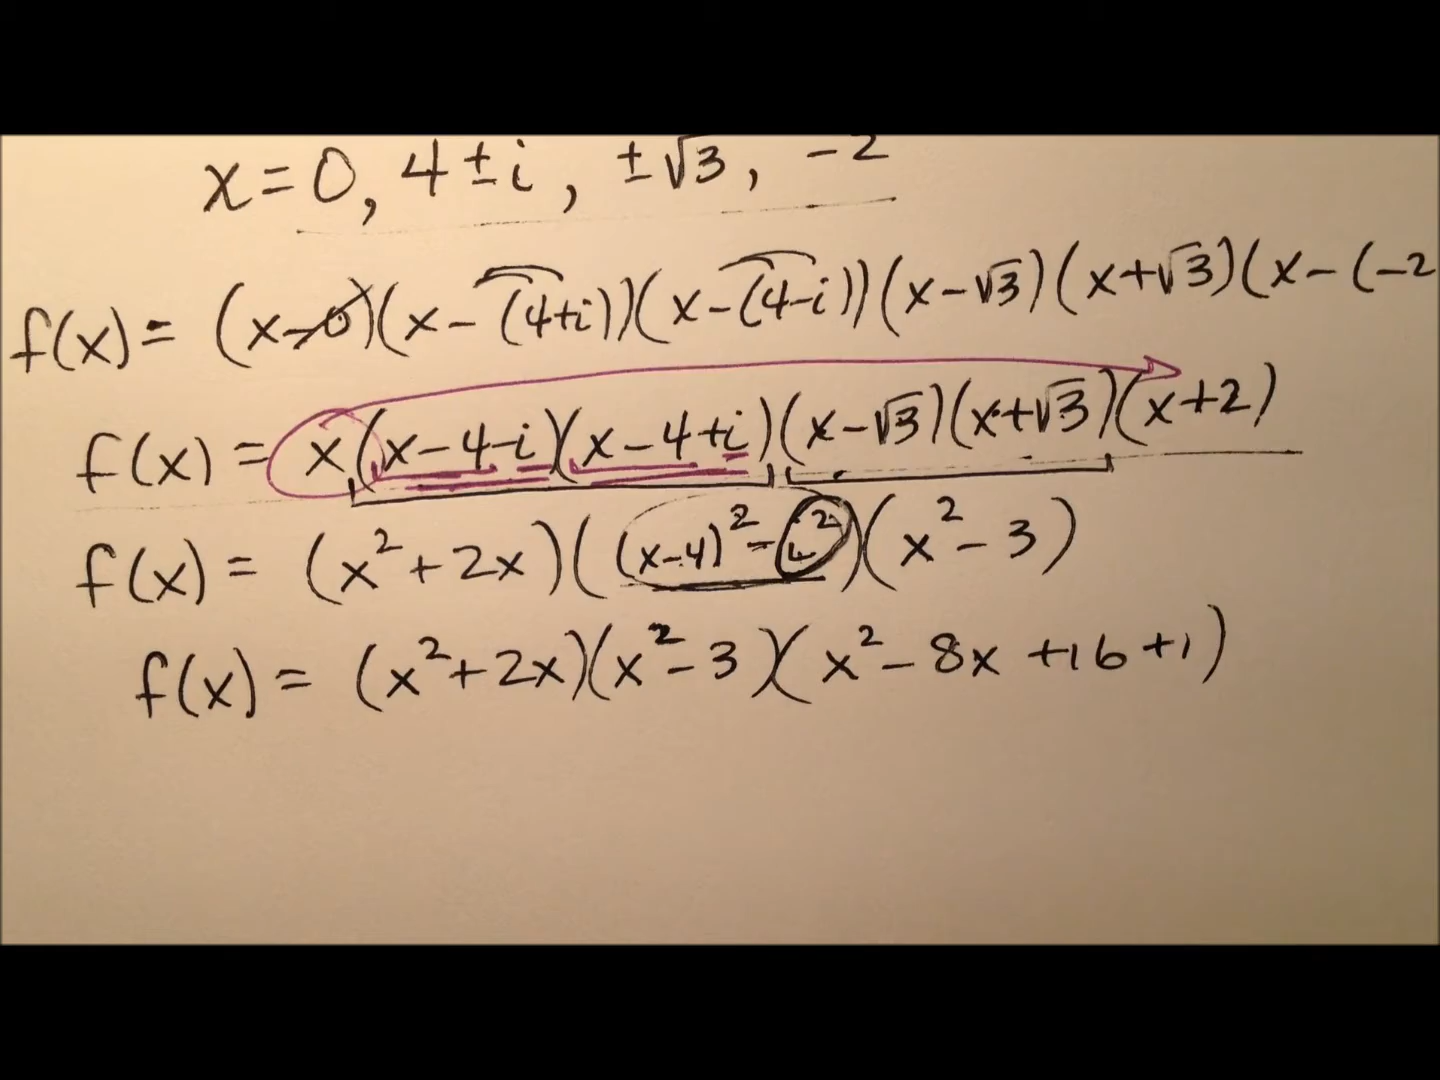 x = 0, 4 ± i, ± √3, -2
f(x) = (x-0)(x-(4+i))(x-(4-i))(x-√3)(x+√3)(x-(-2
f(x) = x(x-4-i)(x-4+i)(x-√3)(x+√3)(x+2)
f(x) = (x²+2x)((x-4)²-i²)(x²-3)
f(x) = (x²+2x)(x²-3)(x²-8x+16+1)